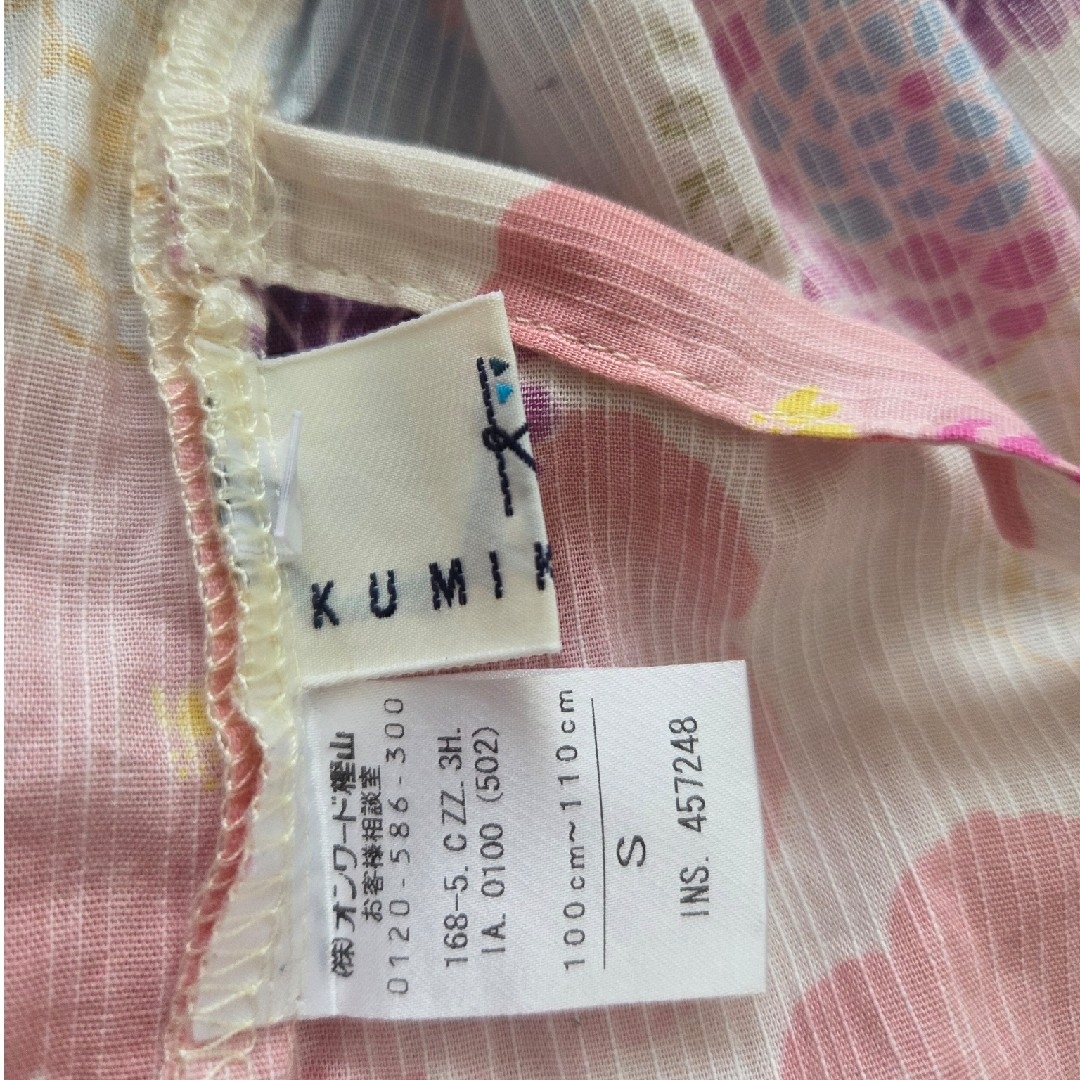 KUMIK
(株)オンワード樫山
お客様相談室
0120-586-300
168-5. C ZZ. 3H.
IA. 0100 (502)
100cm~110cm
S
INS. 457248